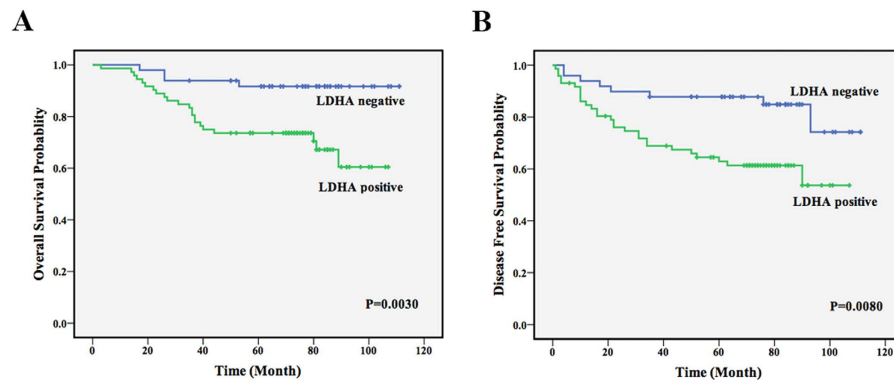 A
Overall Survival Probablity
1.0
0.8
0.6
0.4
0.2
0.0
LDHA negative
LDHA positive
P=0.0030
0 20 40 60 80 100 120
Time (Month)
B
Disease Free Survival Probablity
1.0
0.8
0.6
0.4
0.2
0.0
LDHA negative
LDHA positive
P=0.0080
0 20 40 60 80 100 120
Time (Month)